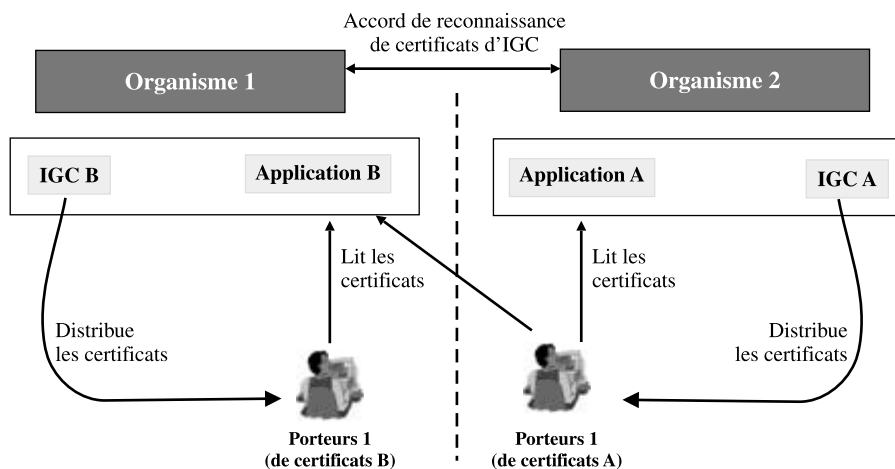 Accord de reconnaissance
de certificats d'IGC
Organisme 1
Organisme 2
IGC B
Application B
Application A
IGC A
Lit les
certificats
Lit les
certificats
Distribue
les certificats
Distribue
les certificats
Porteurs 1
(de certificats B)
Porteurs 1
(de certificats A)